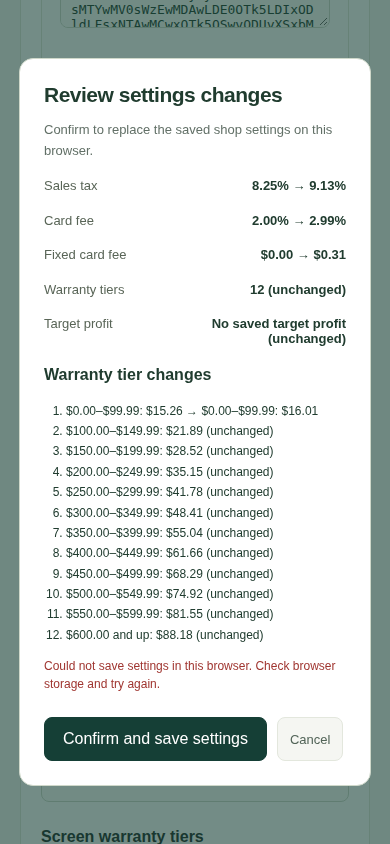 sMTYwMV0sWzEwMDAwLDE0OTk5LDIxOD
Review settings changes
Confirm to replace the saved shop settings on this
browser.
Sales tax 8.25% → 9.13%
Card fee 2.00% → 2.99%
Fixed card fee $0.00 → $0.31
Warranty tiers 12 (unchanged)
Target profit No saved target profit
(unchanged)
Warranty tier changes
1. $0.00–$99.99: $15.26 → $0.00–$99.99: $16.01
2. $100.00–$149.99: $21.89 (unchanged)
3. $150.00–$199.99: $28.52 (unchanged)
4. $200.00–$249.99: $35.15 (unchanged)
5. $250.00–$299.99: $41.78 (unchanged)
6. $300.00–$349.99: $48.41 (unchanged)
7. $350.00–$399.99: $55.04 (unchanged)
8. $400.00–$449.99: $61.66 (unchanged)
9. $450.00–$499.99: $68.29 (unchanged)
10. $500.00–$549.99: $74.92 (unchanged)
11. $550.00–$599.99: $81.55 (unchanged)
12. $600.00 and up: $88.18 (unchanged)
Could not save settings in this browser. Check browser
storage and try again.
Confirm and save settings
Cancel
Screen warranty tiers